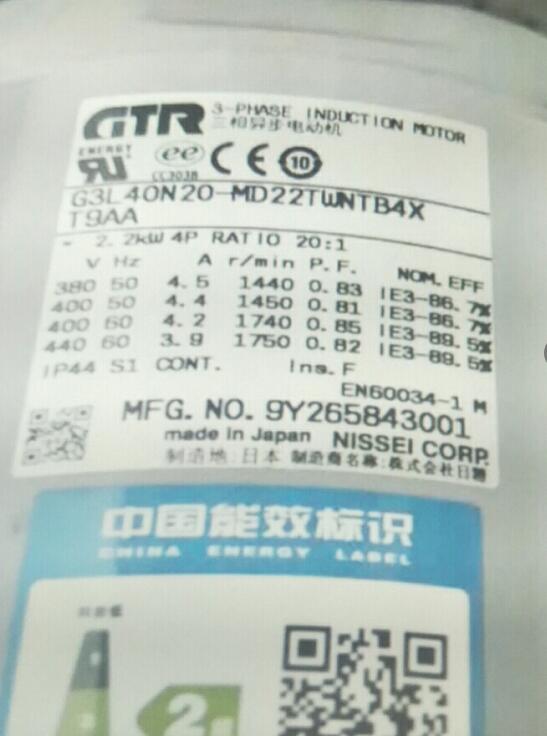 GTR 3-PHASE INDUCTION MOTOR
三相异步电动机
ENERGY
ee CE 10
CC303B
G3L40N20-MD22TWNTB4X
T9AA
~ 2.2kW 4P RATIO 20:1
V Hz A r/min P.F. NOM.EFF
380 50 4.5 1440 0.83 IE3-86.7%
400 50 4.4 1450 0.81 IE3-86.7%
400 60 4.2 1740 0.85 IE3-89.5%
440 60 3.9 1750 0.82 IE3-89.5%
IP44 S1 CONT. Ins.F
EN60034-1 M
MFG. NO. 9Y265843001
made in Japan NISSEI CORP.
制造地:日本 制造商名称:株式会社日
中国能效标识
CHINA ENERGY LABEL
2